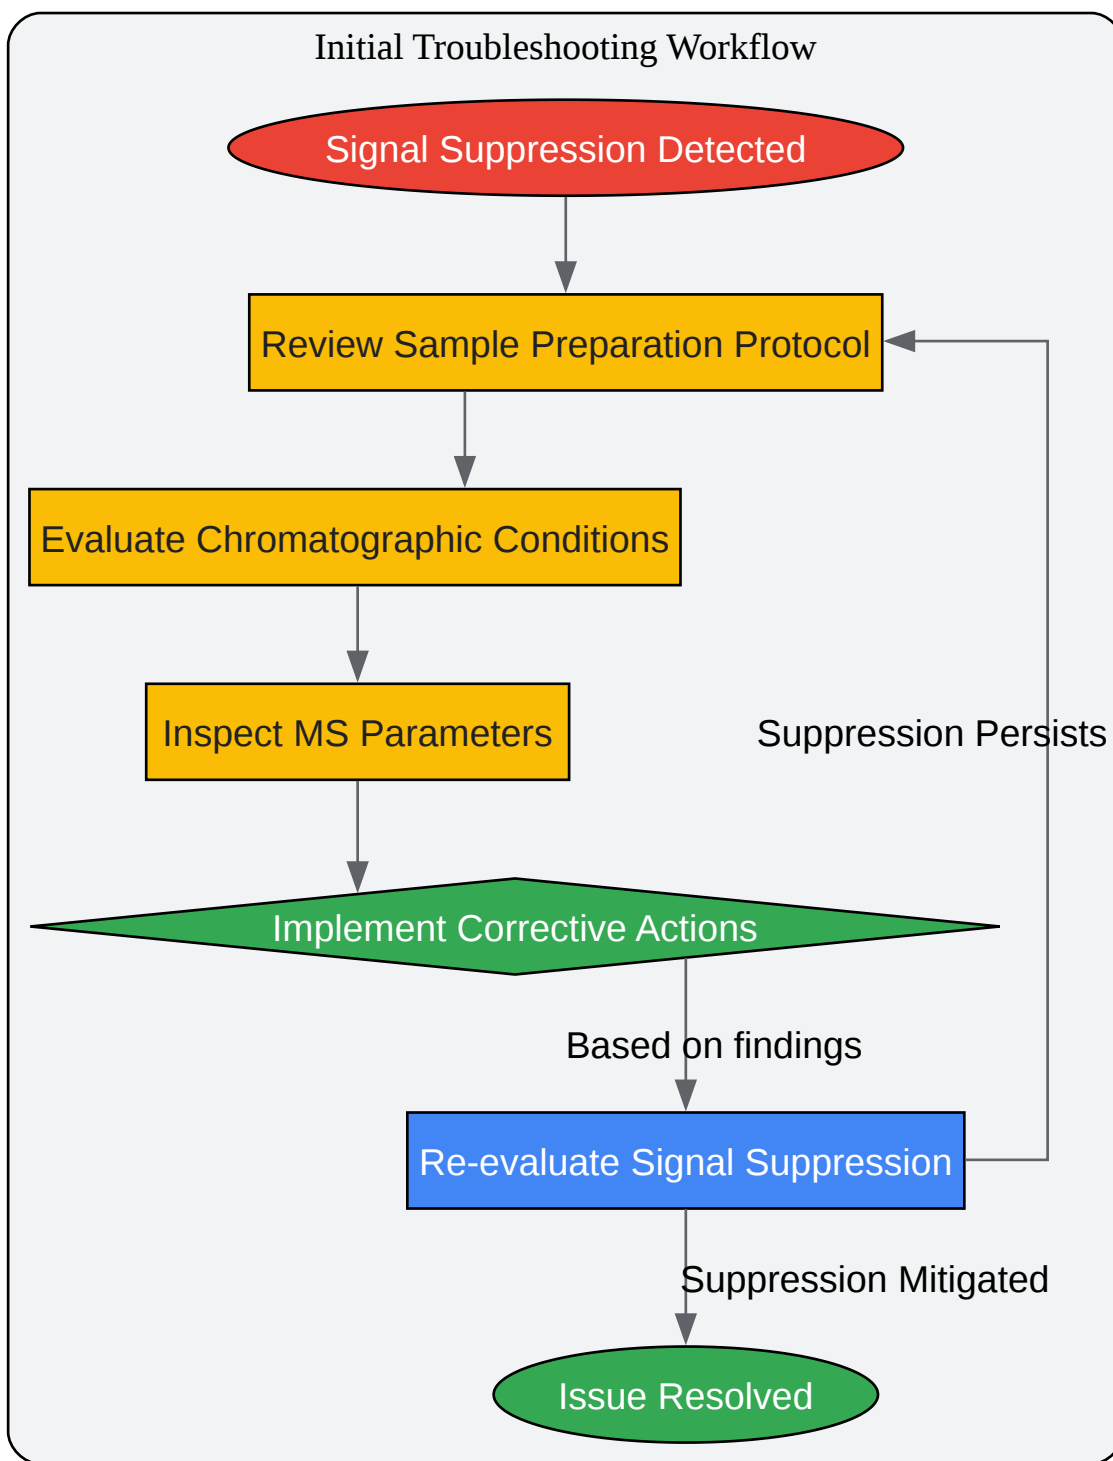 Initial Troubleshooting Workflow
Signal Suppression Detected
Review Sample Preparation Protocol
Evaluate Chromatographic Conditions
Inspect MS Parameters
Suppression Persists
Implement Corrective Actions
Based on findings
Re-evaluate Signal Suppression
Suppression Mitigated
Issue Resolved